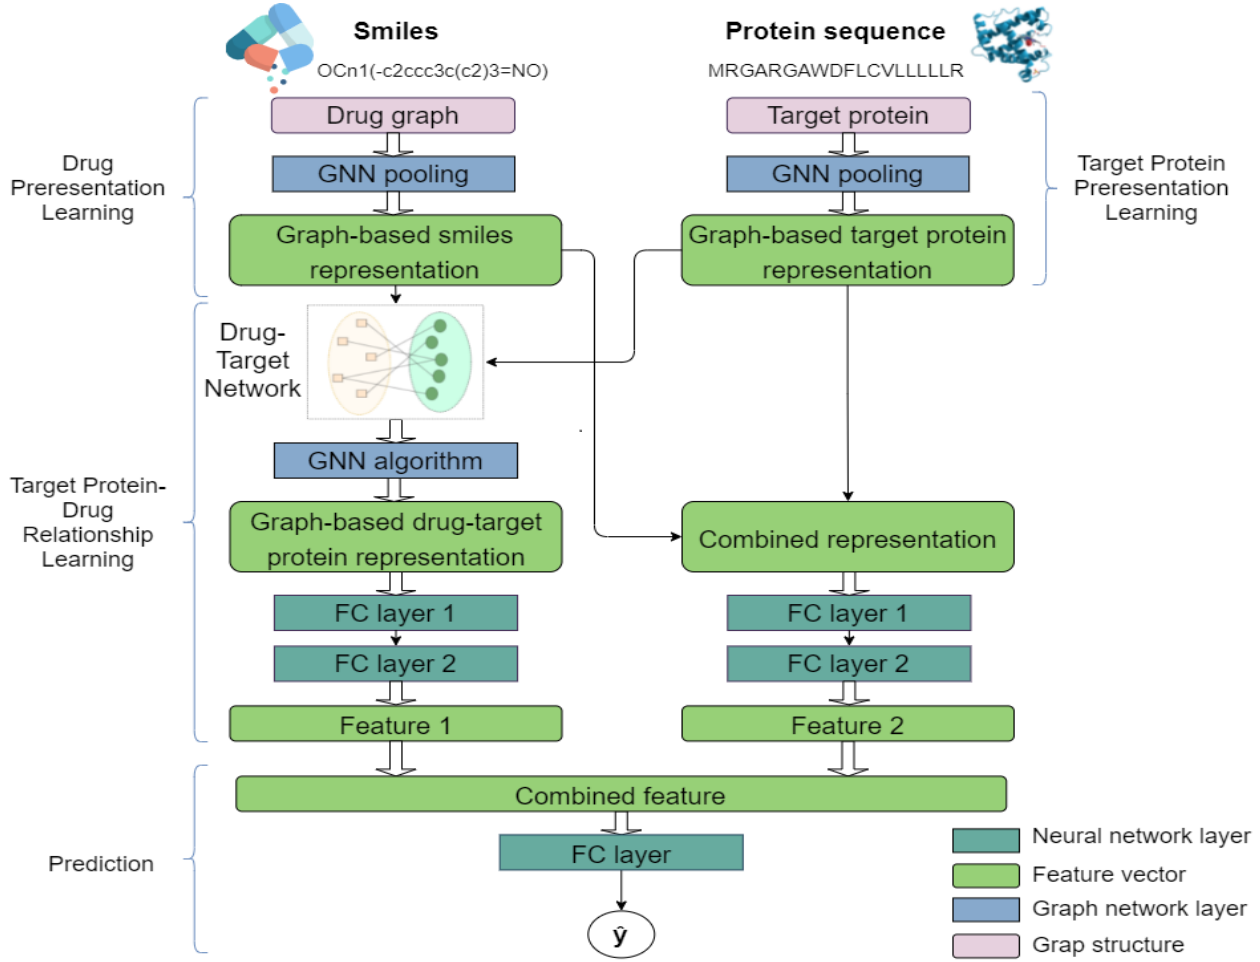 Smiles
OCn1(-c2ccc3c(c2)3=NO)
Protein sequence
MRGARGAWDFLCVLLLLLR
Drug
Preresentation
Learning
Drug graph
GNN pooling
Graph-based smiles
representation
Target protein
GNN pooling
Graph-based target protein
representation
Target Protein
Preresentation
Learning
Drug-
Target
Network
GNN algorithm
Target Protein-
Drug
Relationship
Learning
Graph-based drug-target
protein representation
FC layer 1
FC layer 2
Feature 1
Combined representation
FC layer 1
FC layer 2
Feature 2
Prediction
Combined feature
FC layer
ŷ
Neural network layer
Feature vector
Graph network layer
Grap structure